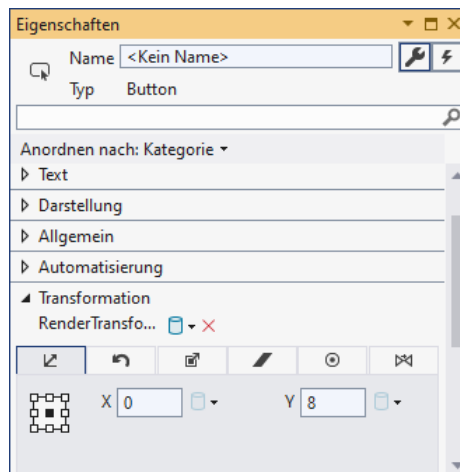 Eigenschaften
Name <Kein Name>
Typ Button
Anordnen nach: Kategorie
Text
Darstellung
Allgemein
Automatisierung
Transformation
RenderTransfo...
X 0 Y 8